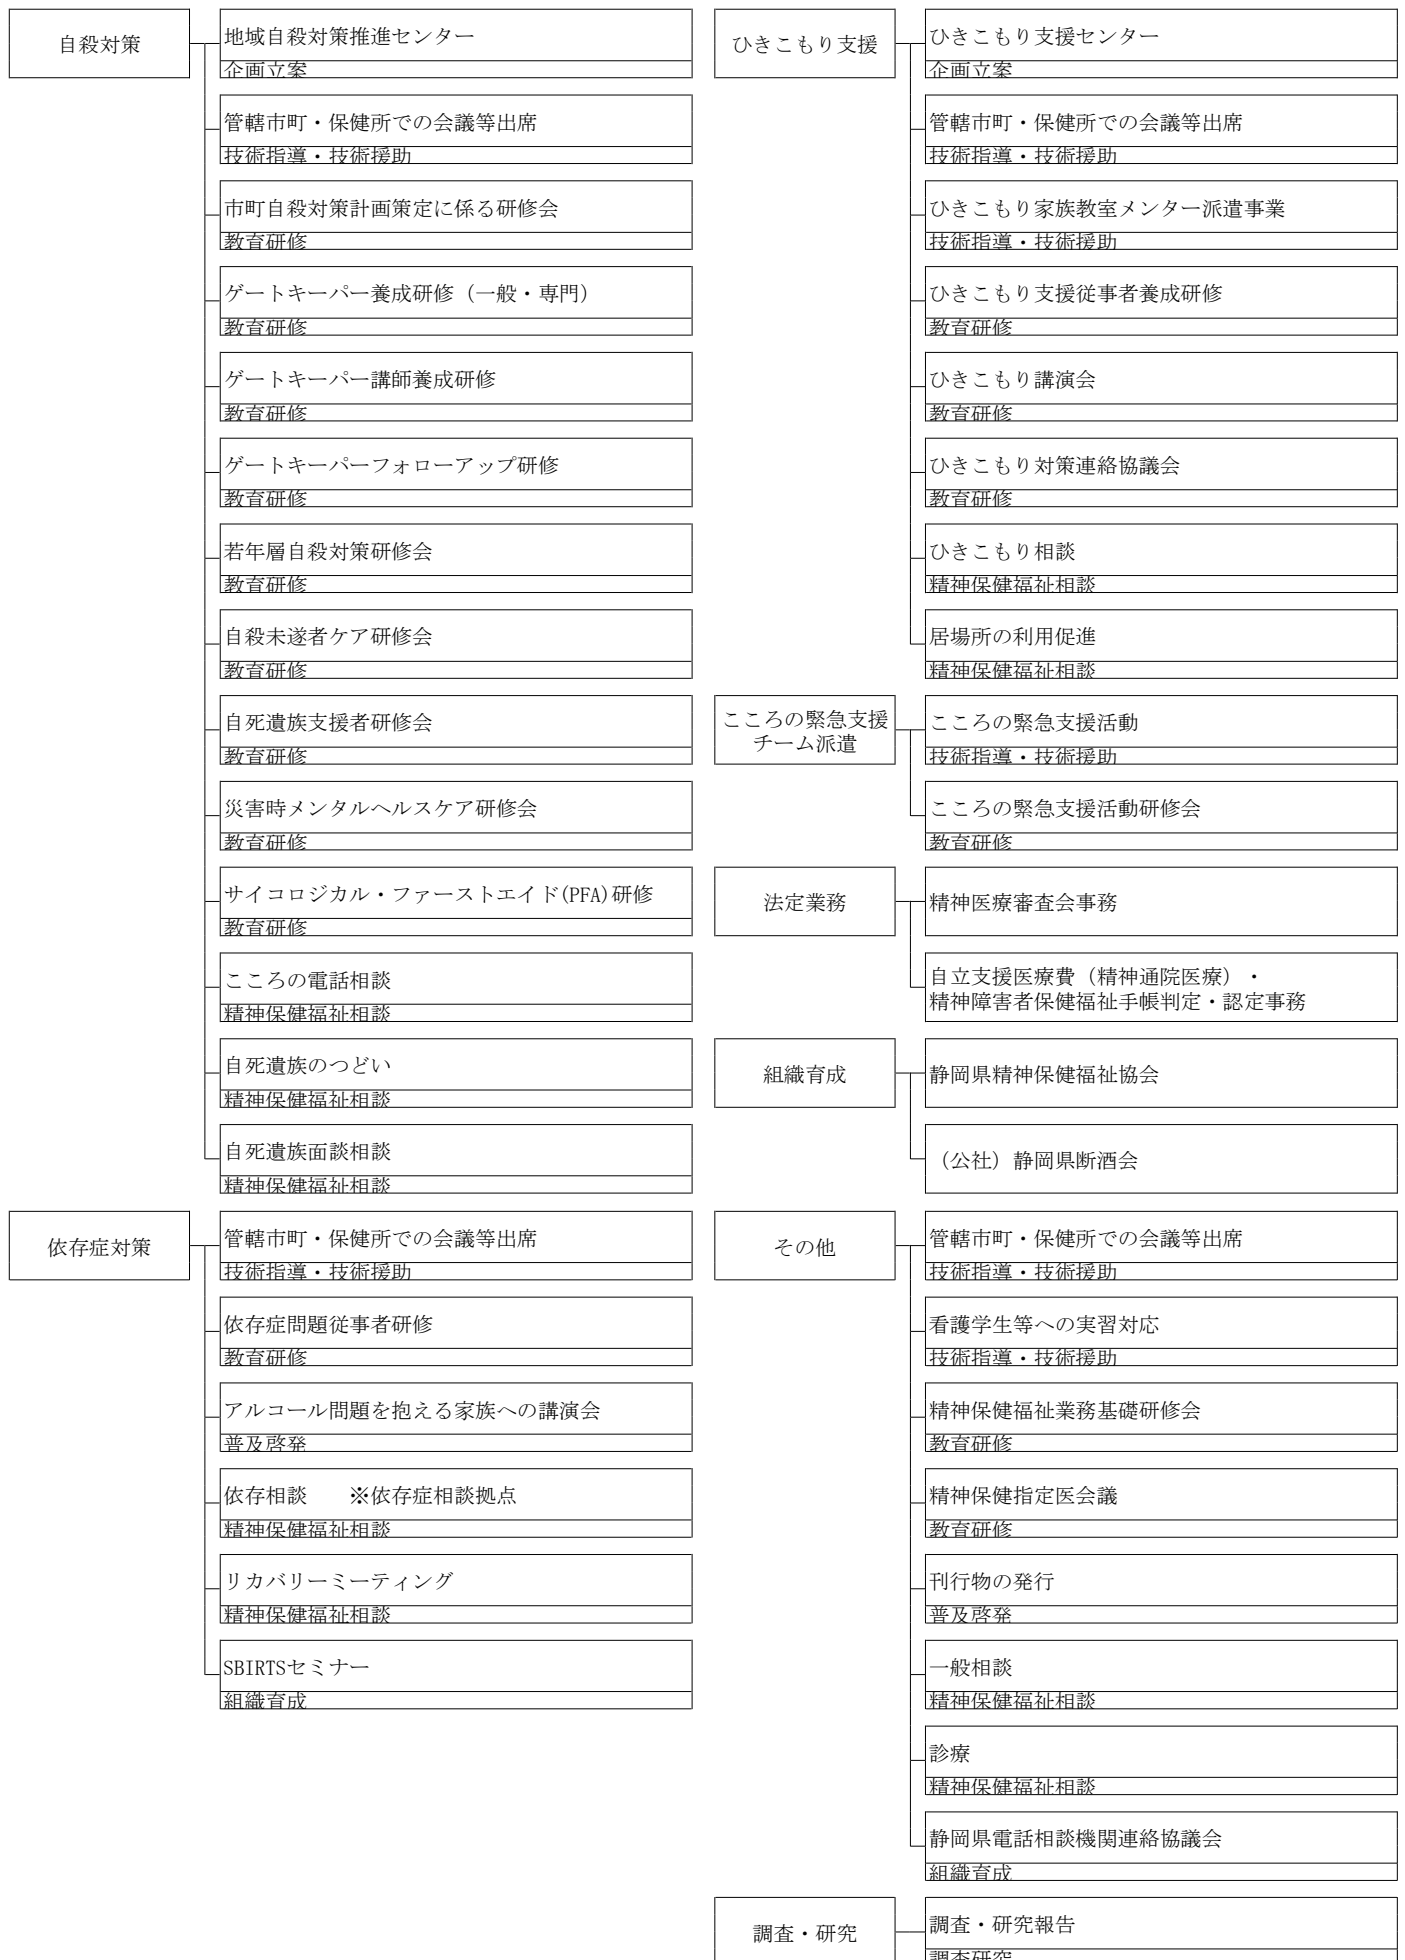 自殺対策
地域自殺対策推進センター
企画立案
管轄市町・保健所での会議等出席
技術指導・技術援助
市町自殺対策計画策定に係る研修会
教育研修
ゲートキーパー養成研修（一般・専門）
教育研修
ゲートキーパー講師養成研修
教育研修
ゲートキーパーフォローアップ研修
教育研修
若年層自殺対策研修会
教育研修
自殺未遂者ケア研修会
教育研修
自死遺族支援者研修会
教育研修
災害時メンタルヘルスケア研修会
教育研修
サイコロジカル・ファーストエイド(PFA)研修
教育研修
こころの電話相談
精神保健福祉相談
自死遺族のつどい
精神保健福祉相談
自死遺族面談相談
精神保健福祉相談
依存症対策
管轄市町・保健所での会議等出席
技術指導・技術援助
依存症問題従事者研修
教育研修
アルコール問題を抱える家族への講演会
普及啓発
依存相談　　※依存症相談拠点
精神保健福祉相談
リカバリーミーティング
精神保健福祉相談
SBIRTSセミナー
組織育成
ひきこもり支援
ひきこもり支援センター
企画立案
管轄市町・保健所での会議等出席
技術指導・技術援助
ひきこもり家族教室メンター派遣事業
技術指導・技術援助
ひきこもり支援従事者養成研修
教育研修
ひきこもり講演会
教育研修
ひきこもり対策連絡協議会
教育研修
ひきこもり相談
精神保健福祉相談
居場所の利用促進
精神保健福祉相談
こころの緊急支援
チーム派遣
こころの緊急支援活動
技術指導・技術援助
こころの緊急支援活動研修会
教育研修
法定業務
精神医療審査会事務
自立支援医療費（精神通院医療）・
精神障害者保健福祉手帳判定・認定事務
組織育成
静岡県精神保健福祉協会
（公社）静岡県断酒会
その他
管轄市町・保健所での会議等出席
技術指導・技術援助
看護学生等への実習対応
技術指導・技術援助
精神保健福祉業務基礎研修会
教育研修
精神保健指定医会議
教育研修
刊行物の発行
普及啓発
一般相談
精神保健福祉相談
診療
精神保健福祉相談
静岡県電話相談機関連絡協議会
組織育成
調査・研究
調査・研究報告
調査研究